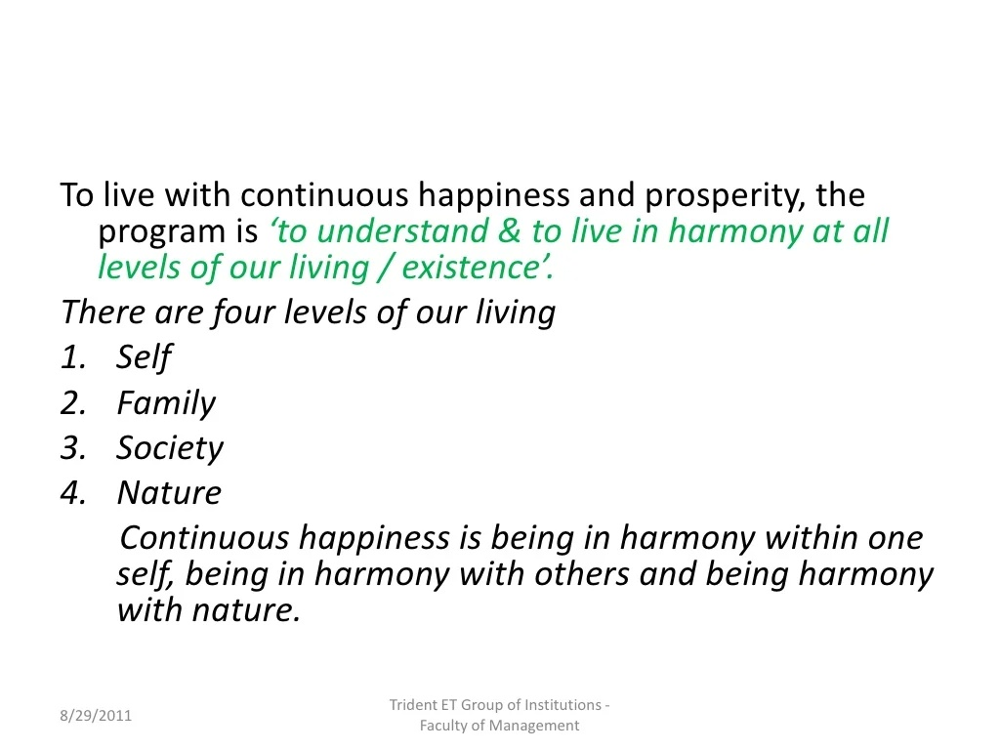 To live with continuous happiness and prosperity, the
program is ‘to understand & to live in harmony at all
levels of our living / existence’.
There are four levels of our living
1. Self
2. Family
3. Society
4. Nature
Continuous happiness is being in harmony within one
self, being in harmony with others and being harmony
with nature.
8/29/2011
Trident ET Group of Institutions -
Faculty of Management